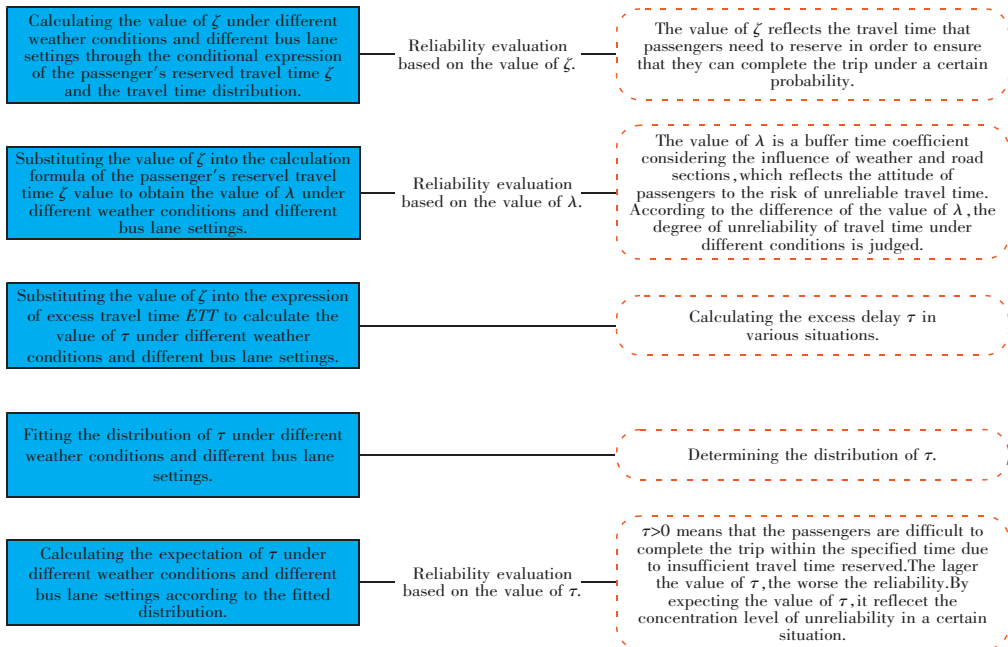 Calculating the value of ζ under different
weather conditions and different bus lane
settings through the conditional expression
of the passenger's reserved travel time ζ
and the travel time distribution.
Reliability evaluation
based on the value of ζ.
The value of ζ reflects the travel time that
passengers need to reserve in order to ensure
that they can complete the trip under a certain
probability.
Substituting the value of ζ into the calculation
formula of the passenger's reservel travel
time ζ value to obtain the value of λ under
different weather conditions and different
bus lane settings.
Reliability evaluation
based on the value of λ.
The value of λ is a buffer time coefficient
considering the influence of weather and road
sections,which reflects the attitude of
passengers to the risk of unreliable travel time.
According to the difference of the value of λ,the
degree of unreliability of travel time under
different conditions is judged.
Substituting the value of ζ into the expression
of excess travel time ETT to calculate the
value of τ under different weather
conditions and different bus lane settings.
Calculating the excess delay τ in
various situations.
Fitting the distribution of τ under different
weather conditions and different bus lane
settings.
Determining the distribution of τ.
Calculating the expectation of τ under
different weather conditions and different
bus lane settings according to the fitted
distribution.
Reliability evaluation
based on the value of τ.
τ>0 means that the passengers are difficult to
complete the trip within the specified time due
to insufficient travel time reserved.The lager
the value of τ,the worse the reliability.By
expecting the value of τ,it reflecet the
concentration level of unreliability in a certain
situation.